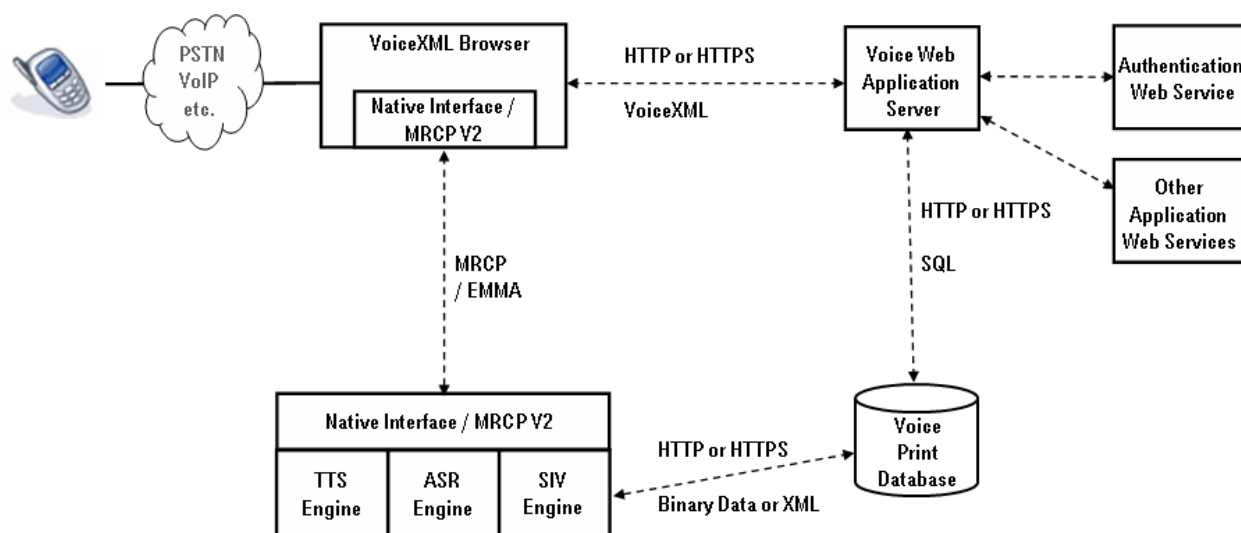 PSTN
VoIP
etc.
VoiceXML Browser
Native Interface /
MRCP V2
HTTP or HTTPS
VoiceXML
Voice Web
Application
Server
Authentication
Web Service
Other
Application
Web Services
HTTP or HTTPS
SQL
MRCP
/ EMMA
Native Interface / MRCP V2
TTS
Engine
ASR
Engine
SIV
Engine
HTTP or HTTPS
Binary Data or XML
Voice
Print
Database